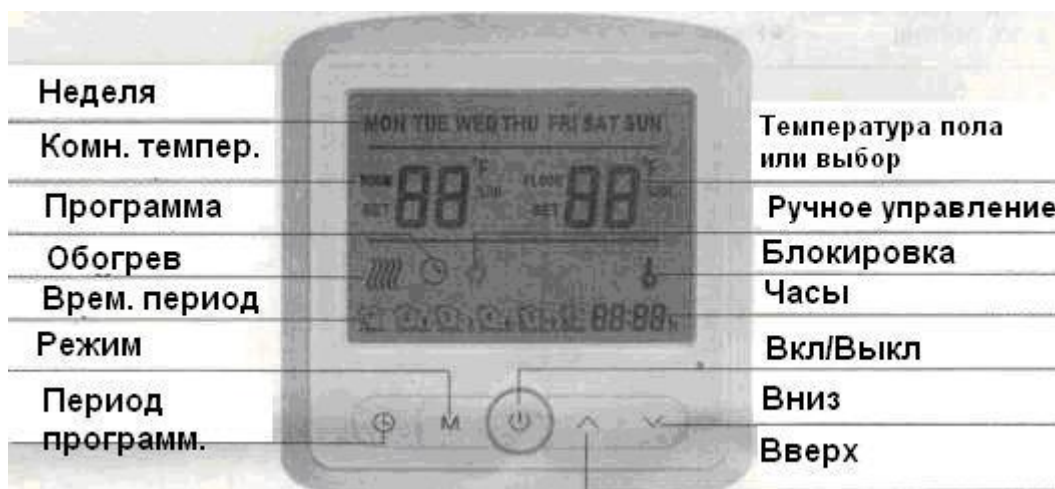 Неделя
Комн. темпер.
Программа
Обогрев
Врем. период
Режим
Период
программ.
MON TUE WED THU FRI SAT SUN
ROOM 88 °F
SET
FLOOR 88 °F
SET
88:88
M
Температура пола
или выбор
Ручное управление
Блокировка
Часы
Вкл/Выкл
Вниз
Вверх